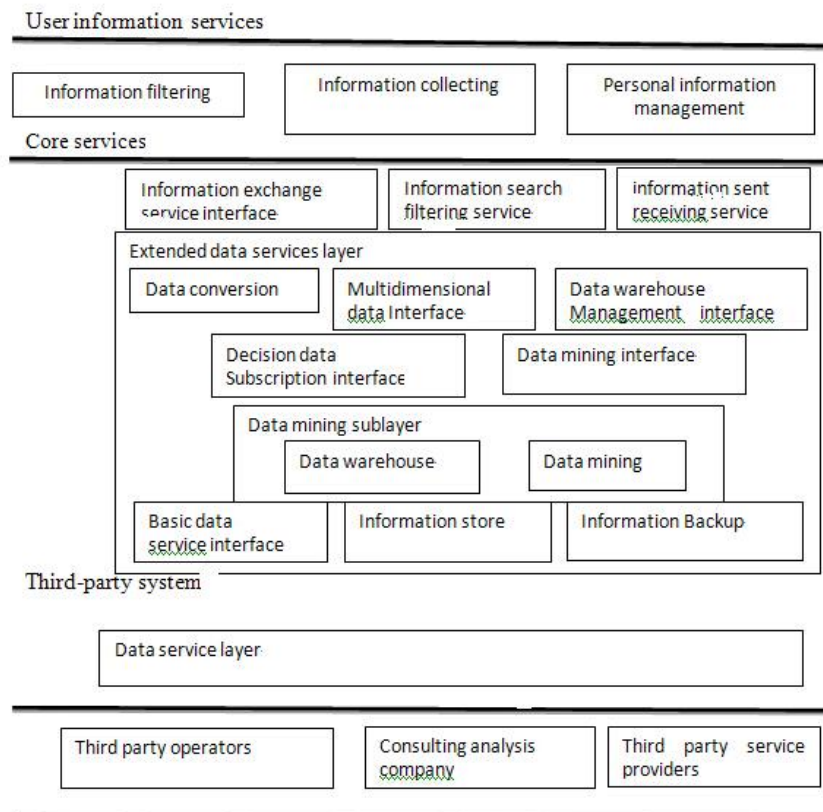 User information services
Information filtering
Information collecting
Personal information
management
Core services
Information exchange
service interface
Information search
filtering service
information sent
receiving service
Extended data services layer
Data conversion
Multidimensional
data Interface
Data warehouse
Management interface
Decision data
Subscription interface
Data mining interface
Data mining sublayer
Data warehouse
Data mining
Basic data
service interface
Information store
Information Backup
Third-party system
Data service layer
Third party operators
Consulting analysis
company
Third party service
providers